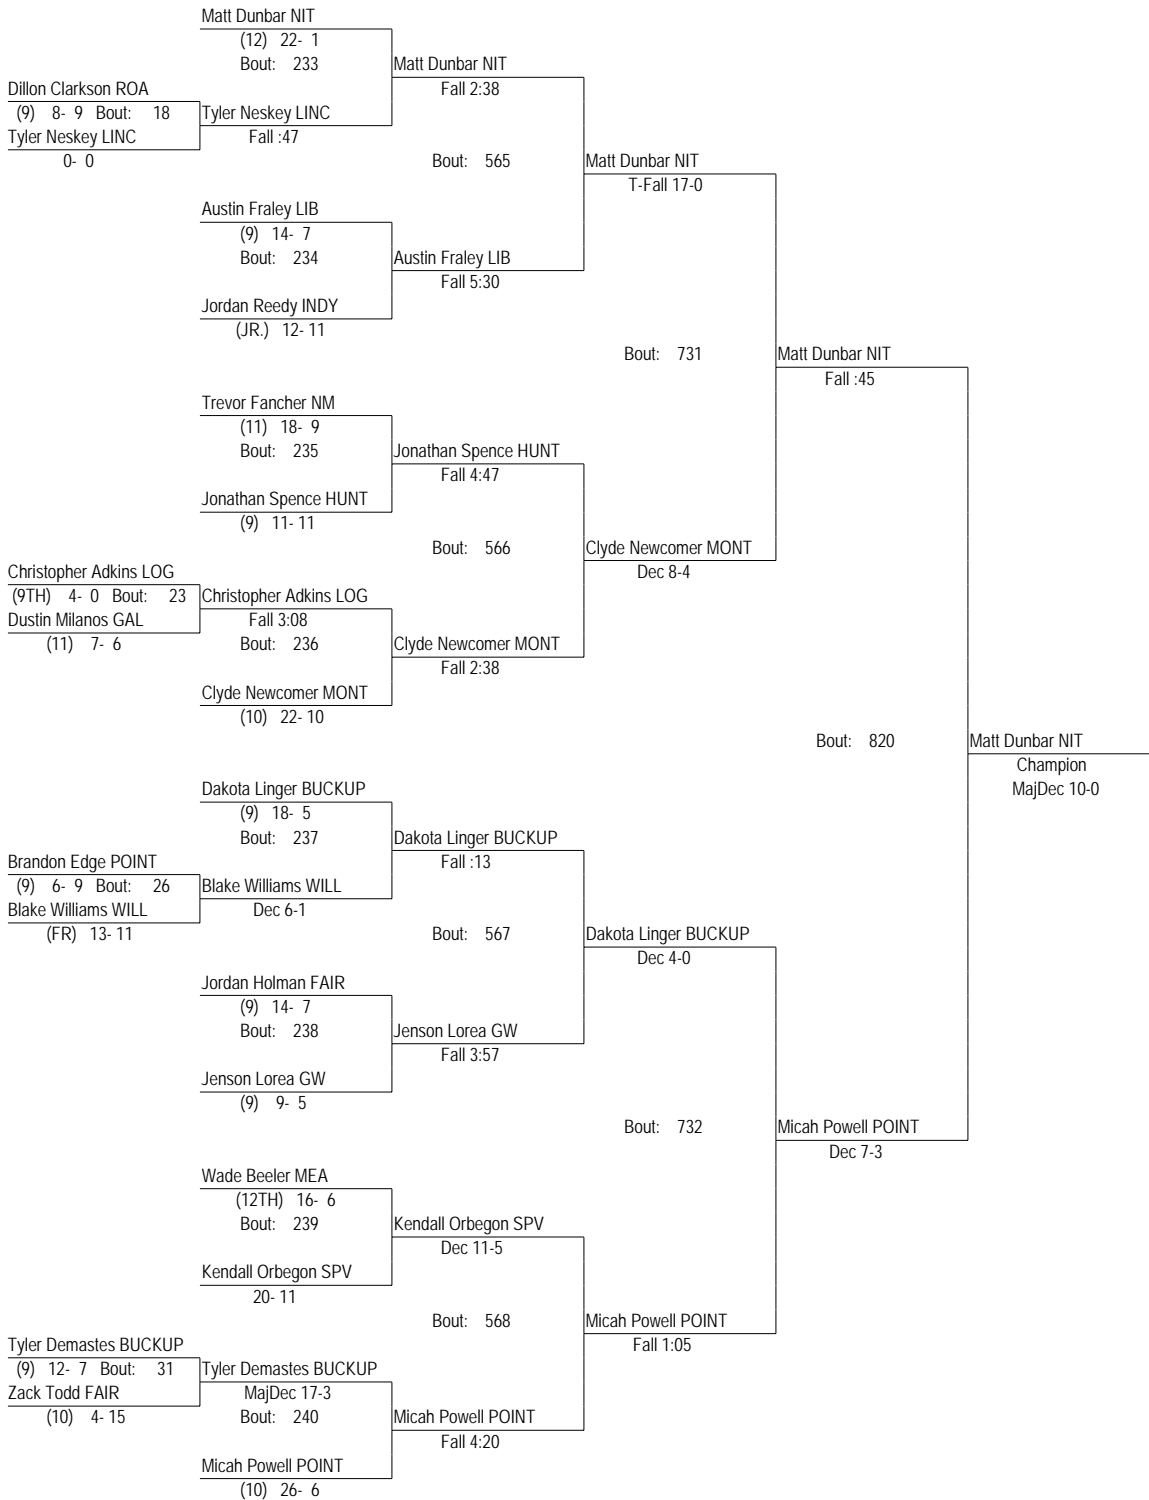 Matt Dunbar NIT
(12) 22- 1
Bout: 233
Matt Dunbar NIT
Fall 2:38
Dillon Clarkson ROA
(9) 8- 9 Bout: 18
Tyler Neskey LINC
Tyler Neskey LINC
Fall :47
0- 0
Bout: 565
Matt Dunbar NIT
T-Fall 17-0
Austin Fraley LIB
(9) 14- 7
Bout: 234
Austin Fraley LIB
Fall 5:30
Jordan Reedy INDY
(JR.) 12- 11
Bout: 731
Matt Dunbar NIT
Fall :45
Trevor Fancher NM
(11) 18- 9
Bout: 235
Jonathan Spence HUNT
Fall 4:47
Jonathan Spence HUNT
(9) 11- 11
Bout: 566
Clyde Newcomer MONT
Dec 8-4
Christopher Adkins LOG
(9TH) 4- 0 Bout: 23
Christopher Adkins LOG
Dustin Milanos GAL
Fall 3:08
(11) 7- 6
Bout: 236
Clyde Newcomer MONT
Fall 2:38
Clyde Newcomer MONT
(10) 22- 10
Bout: 820
Matt Dunbar NIT
Champion
MajDec 10-0
Dakota Linger BUCKUP
(9) 18- 5
Bout: 237
Dakota Linger BUCKUP
Fall :13
Brandon Edge POINT
(9) 6- 9 Bout: 26
Blake Williams WILL
Blake Williams WILL
Dec 6-1
(FR) 13- 11
Bout: 567
Dakota Linger BUCKUP
Dec 4-0
Jordan Holman FAIR
(9) 14- 7
Bout: 238
Jenson Lorea GW
Fall 3:57
Jenson Lorea GW
(9) 9- 5
Bout: 732
Micah Powell POINT
Dec 7-3
Wade Beeler MEA
(12TH) 16- 6
Bout: 239
Kendall Orbegon SPV
Dec 11-5
Kendall Orbegon SPV
20- 11
Bout: 568
Micah Powell POINT
Fall 1:05
Tyler Demastes BUCKUP
(9) 12- 7 Bout: 31
Tyler Demastes BUCKUP
Zack Todd FAIR
MajDec 17-3
(10) 4- 15
Bout: 240
Micah Powell POINT
Fall 4:20
Micah Powell POINT
(10) 26- 6